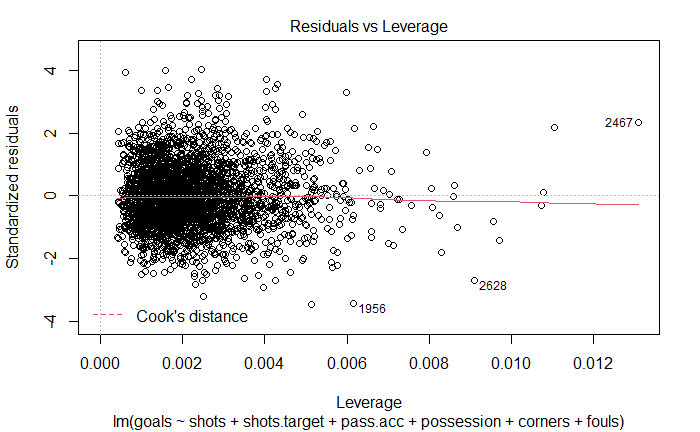 Residuals vs Leverage
Standardized residuals
4
2
0
-2
-4
2467
2628
1956
Cook's distance
0.000 0.002 0.004 0.006 0.008 0.010 0.012
Leverage
lm(goals ~ shots + shots.target + pass.acc + possession + corners + fouls)